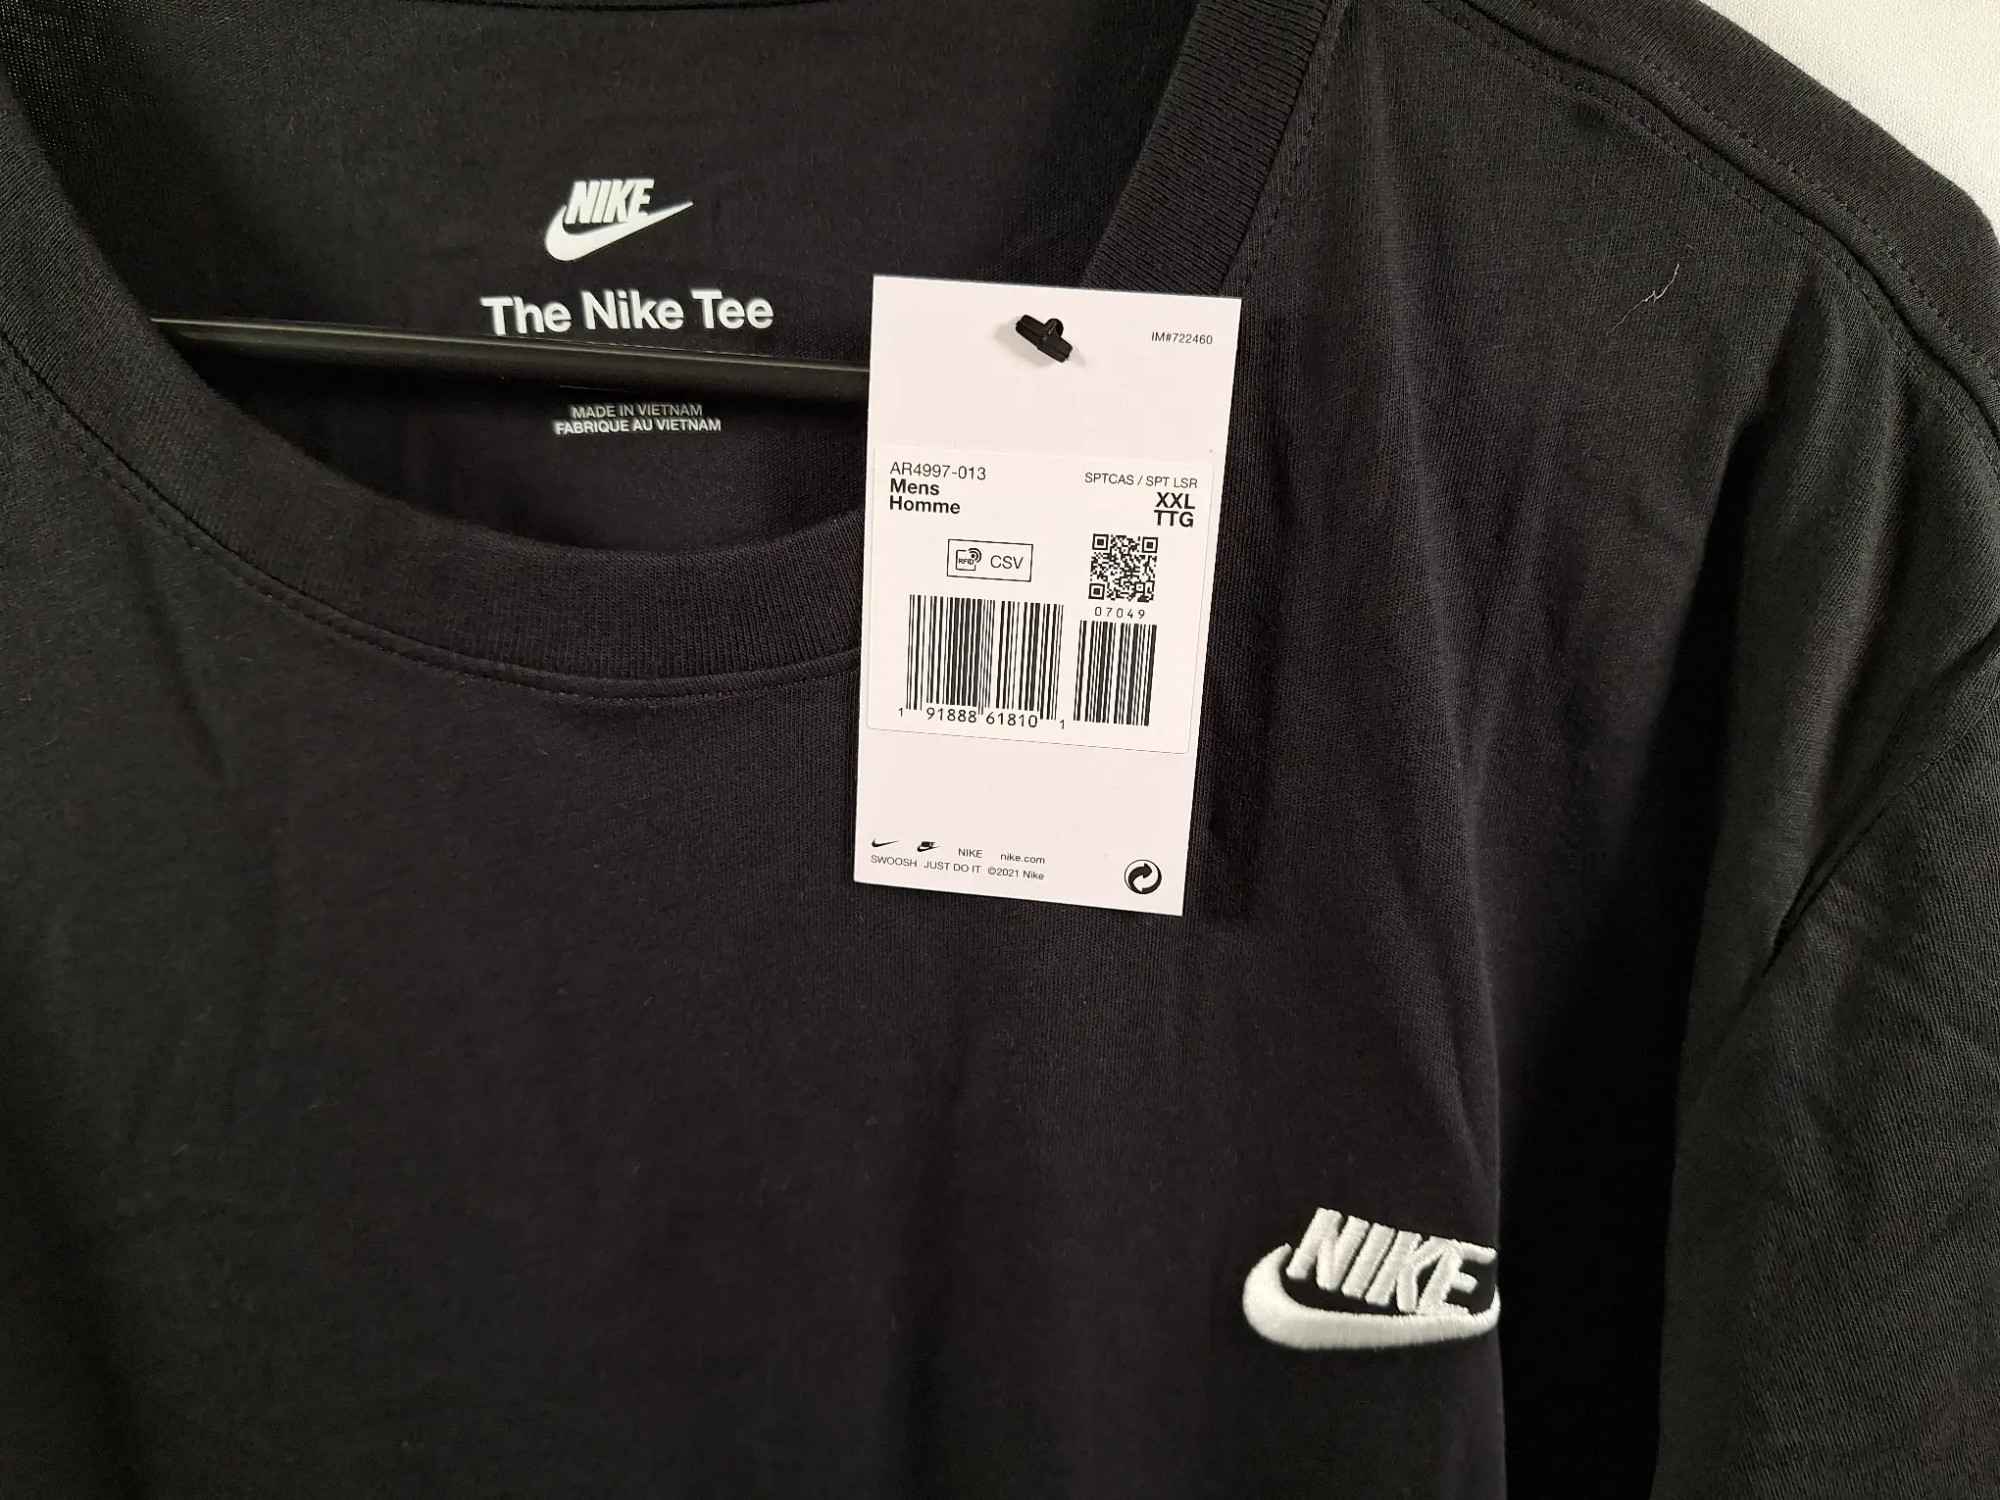 NIKE
The Nike Tee
MADE IN VIETNAM
FABRIQUE AU VIETNAM
IM#722460
AR4997-013
Mens
Homme
SPTCAS / SPT LSR
XXL
TTG
RFID CSV
07049
1 91888 61810 1
NIKE nike.com
SWOOSH JUST DO IT ©2021 Nike
NIKE